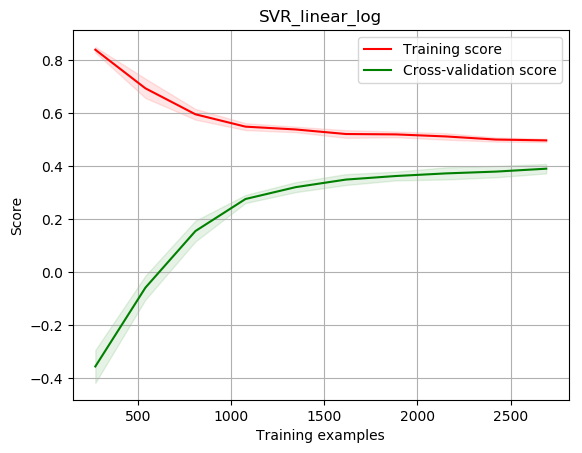 SVR_linear_log
Training score
Cross-validation score
0.8
0.6
0.4
0.2
0.0
−0.2
−0.4
Score
500
1000
1500
2000
2500
Training examples